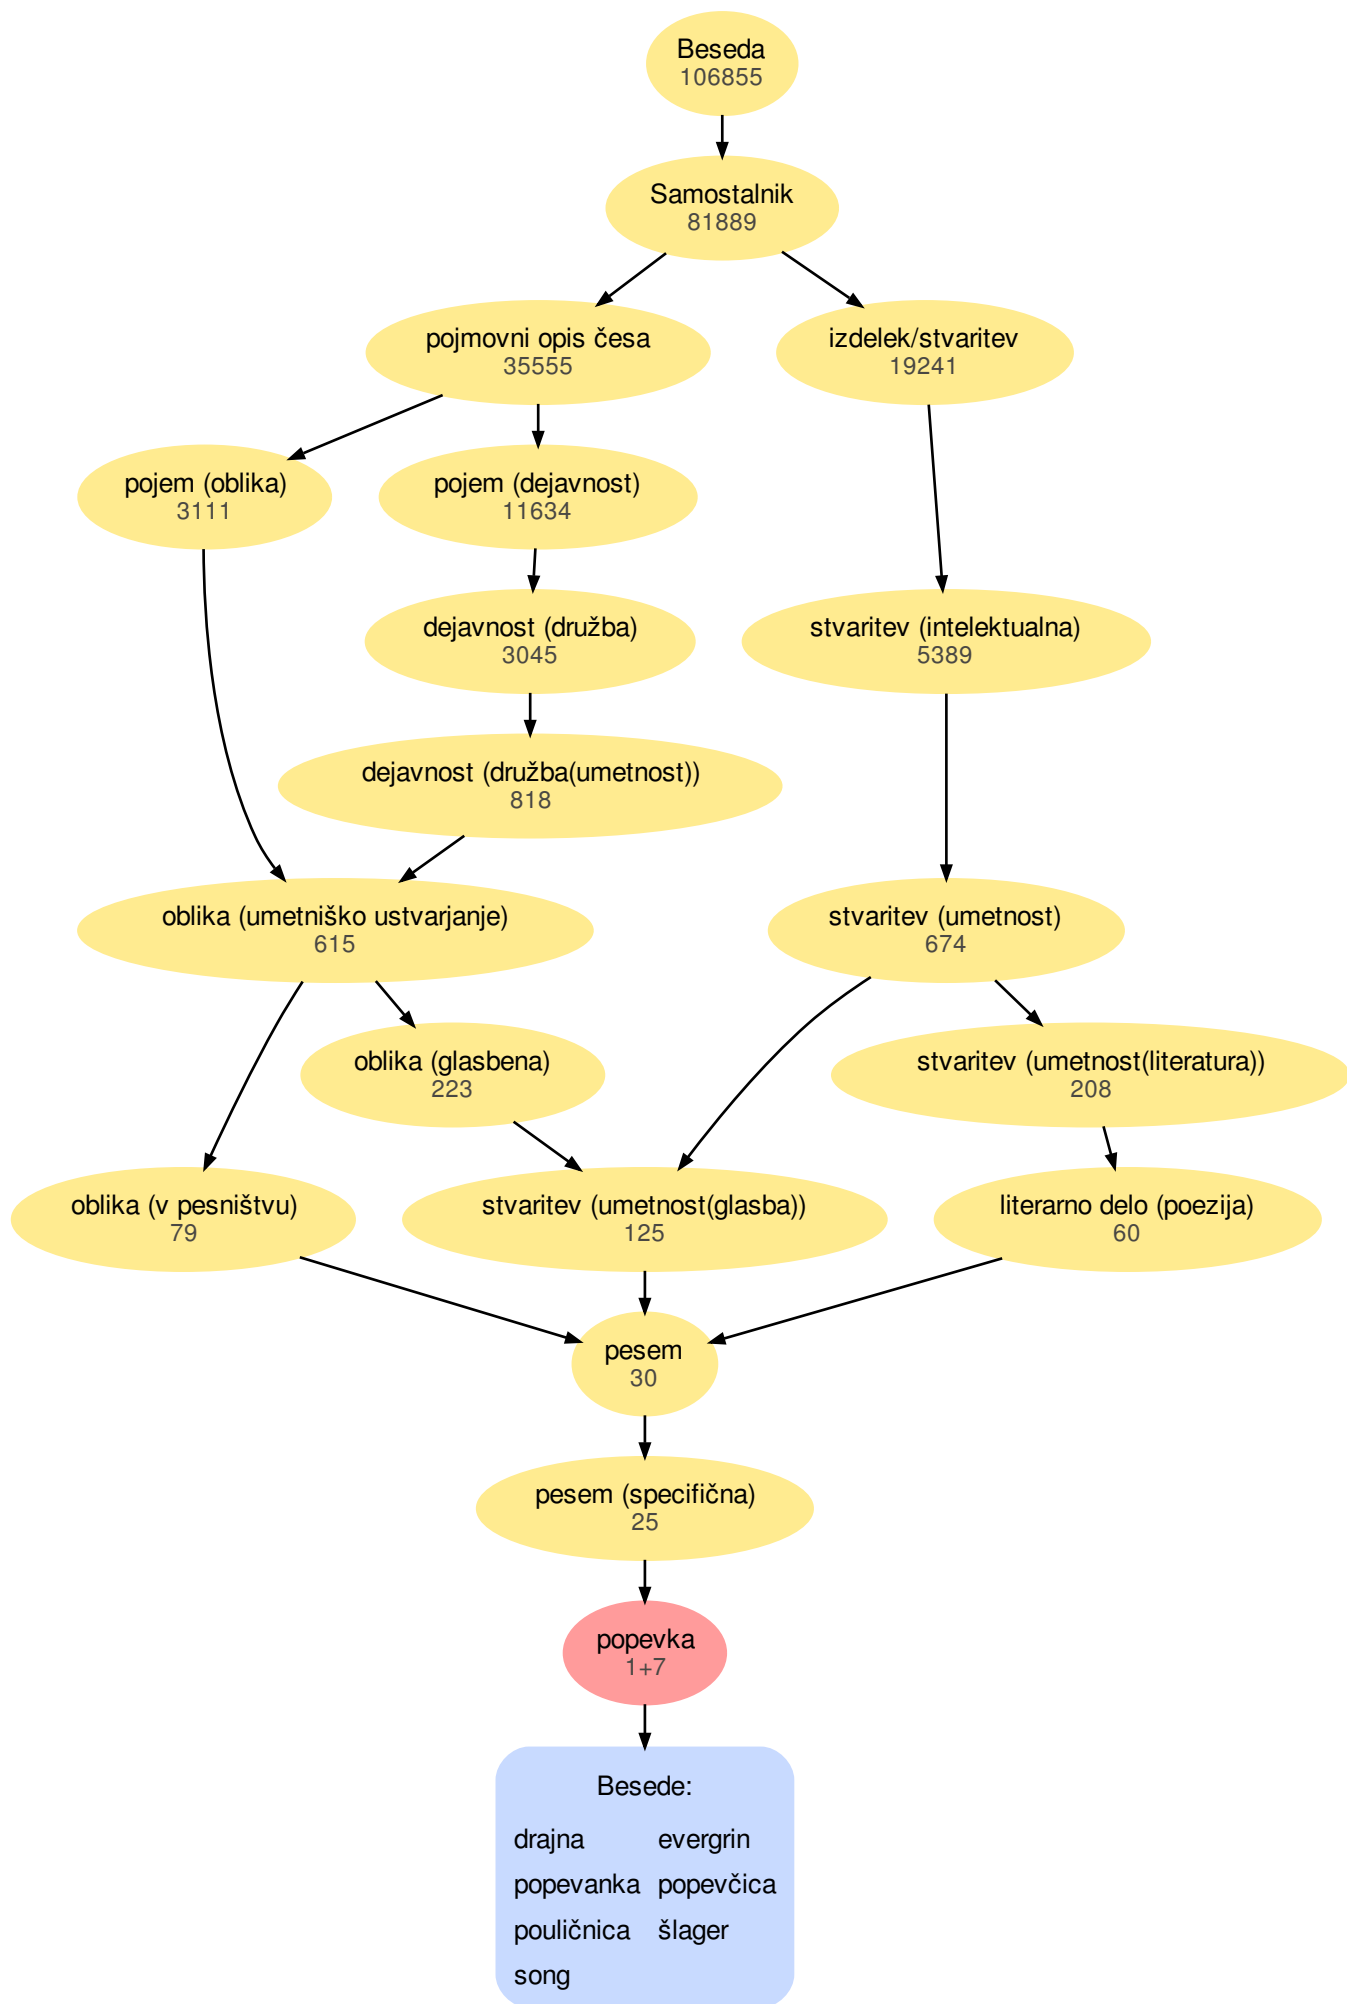 Beseda
106855
Samostalnik
81889
pojmovni opis česa
35555
izdelek/stvaritev
19241
pojem (oblika)
3111
pojem (dejavnost)
11634
dejavnost (družba)
3045
stvaritev (intelektualna)
5389
dejavnost (družba(umetnost))
818
oblika (umetniško ustvarjanje)
615
stvaritev (umetnost)
674
oblika (glasbena)
223
stvaritev (umetnost(literatura))
208
oblika (v pesništvu)
79
stvaritev (umetnost(glasba))
125
literarno delo (poezija)
60
pesem
30
pesem (specifična)
25
popevka
1+7
Besede:
drajna evergrin
popevanka popevčica
pouličnica šlager
song